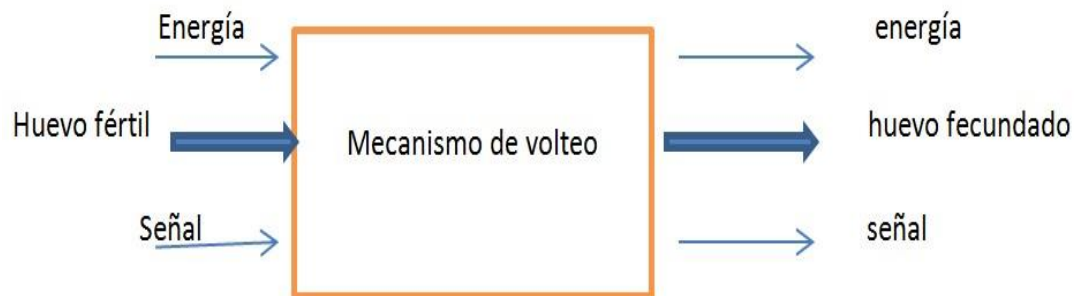 Energía
energía
Huevo fértil
Mecanismo de volteo
huevo fecundado
Señal
señal